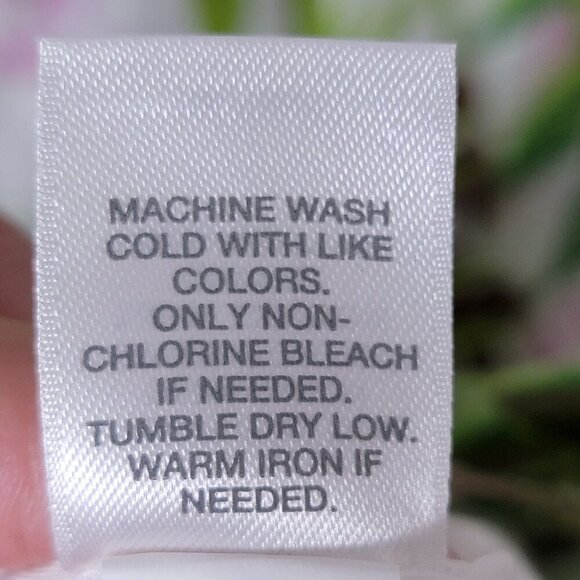 MACHINE WASH
COLD WITH LIKE
COLORS.
ONLY NON-
CHLORINE BLEACH
IF NEEDED.
TUMBLE DRY LOW.
WARM IRON IF
NEEDED.